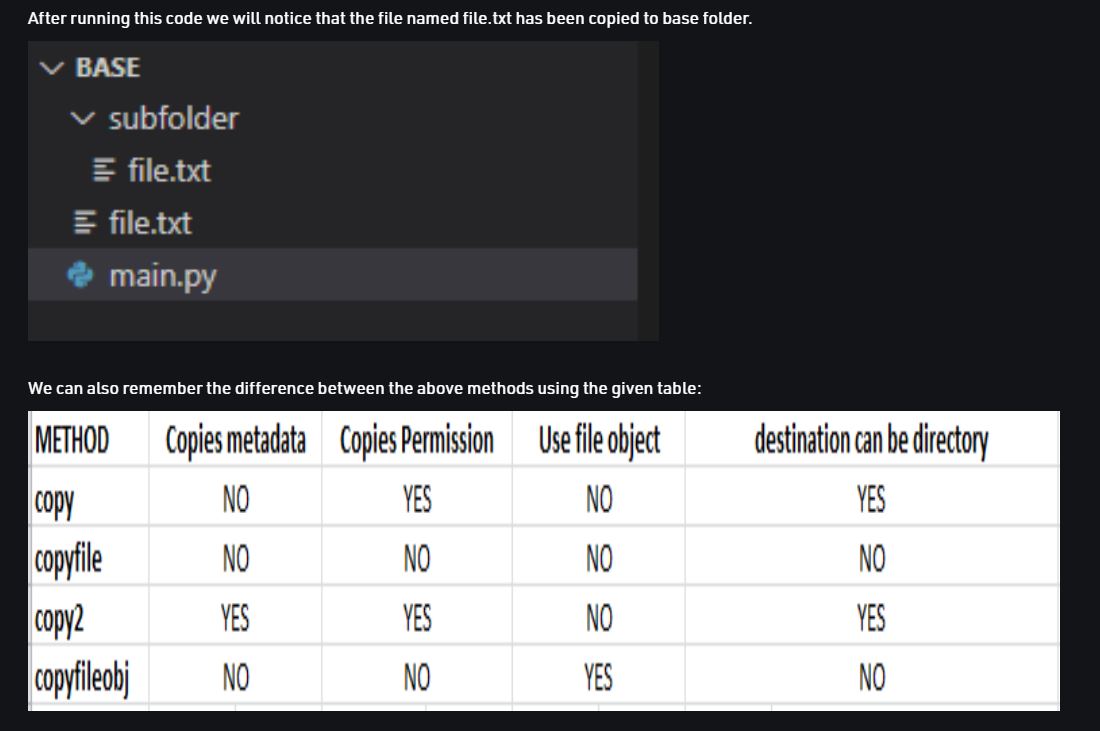 After running this code we will notice that the file named file.txt has been copied to base folder.
BASE
subfolder
file.txt
file.txt
main.py
We can also remember the difference between the above methods using the given table:
METHOD Copies metadata Copies Permission Use file object destination can be directory
copy NO YES NO YES
copyfile NO NO NO NO
copy2 YES YES NO YES
copyfileobj NO NO YES NO